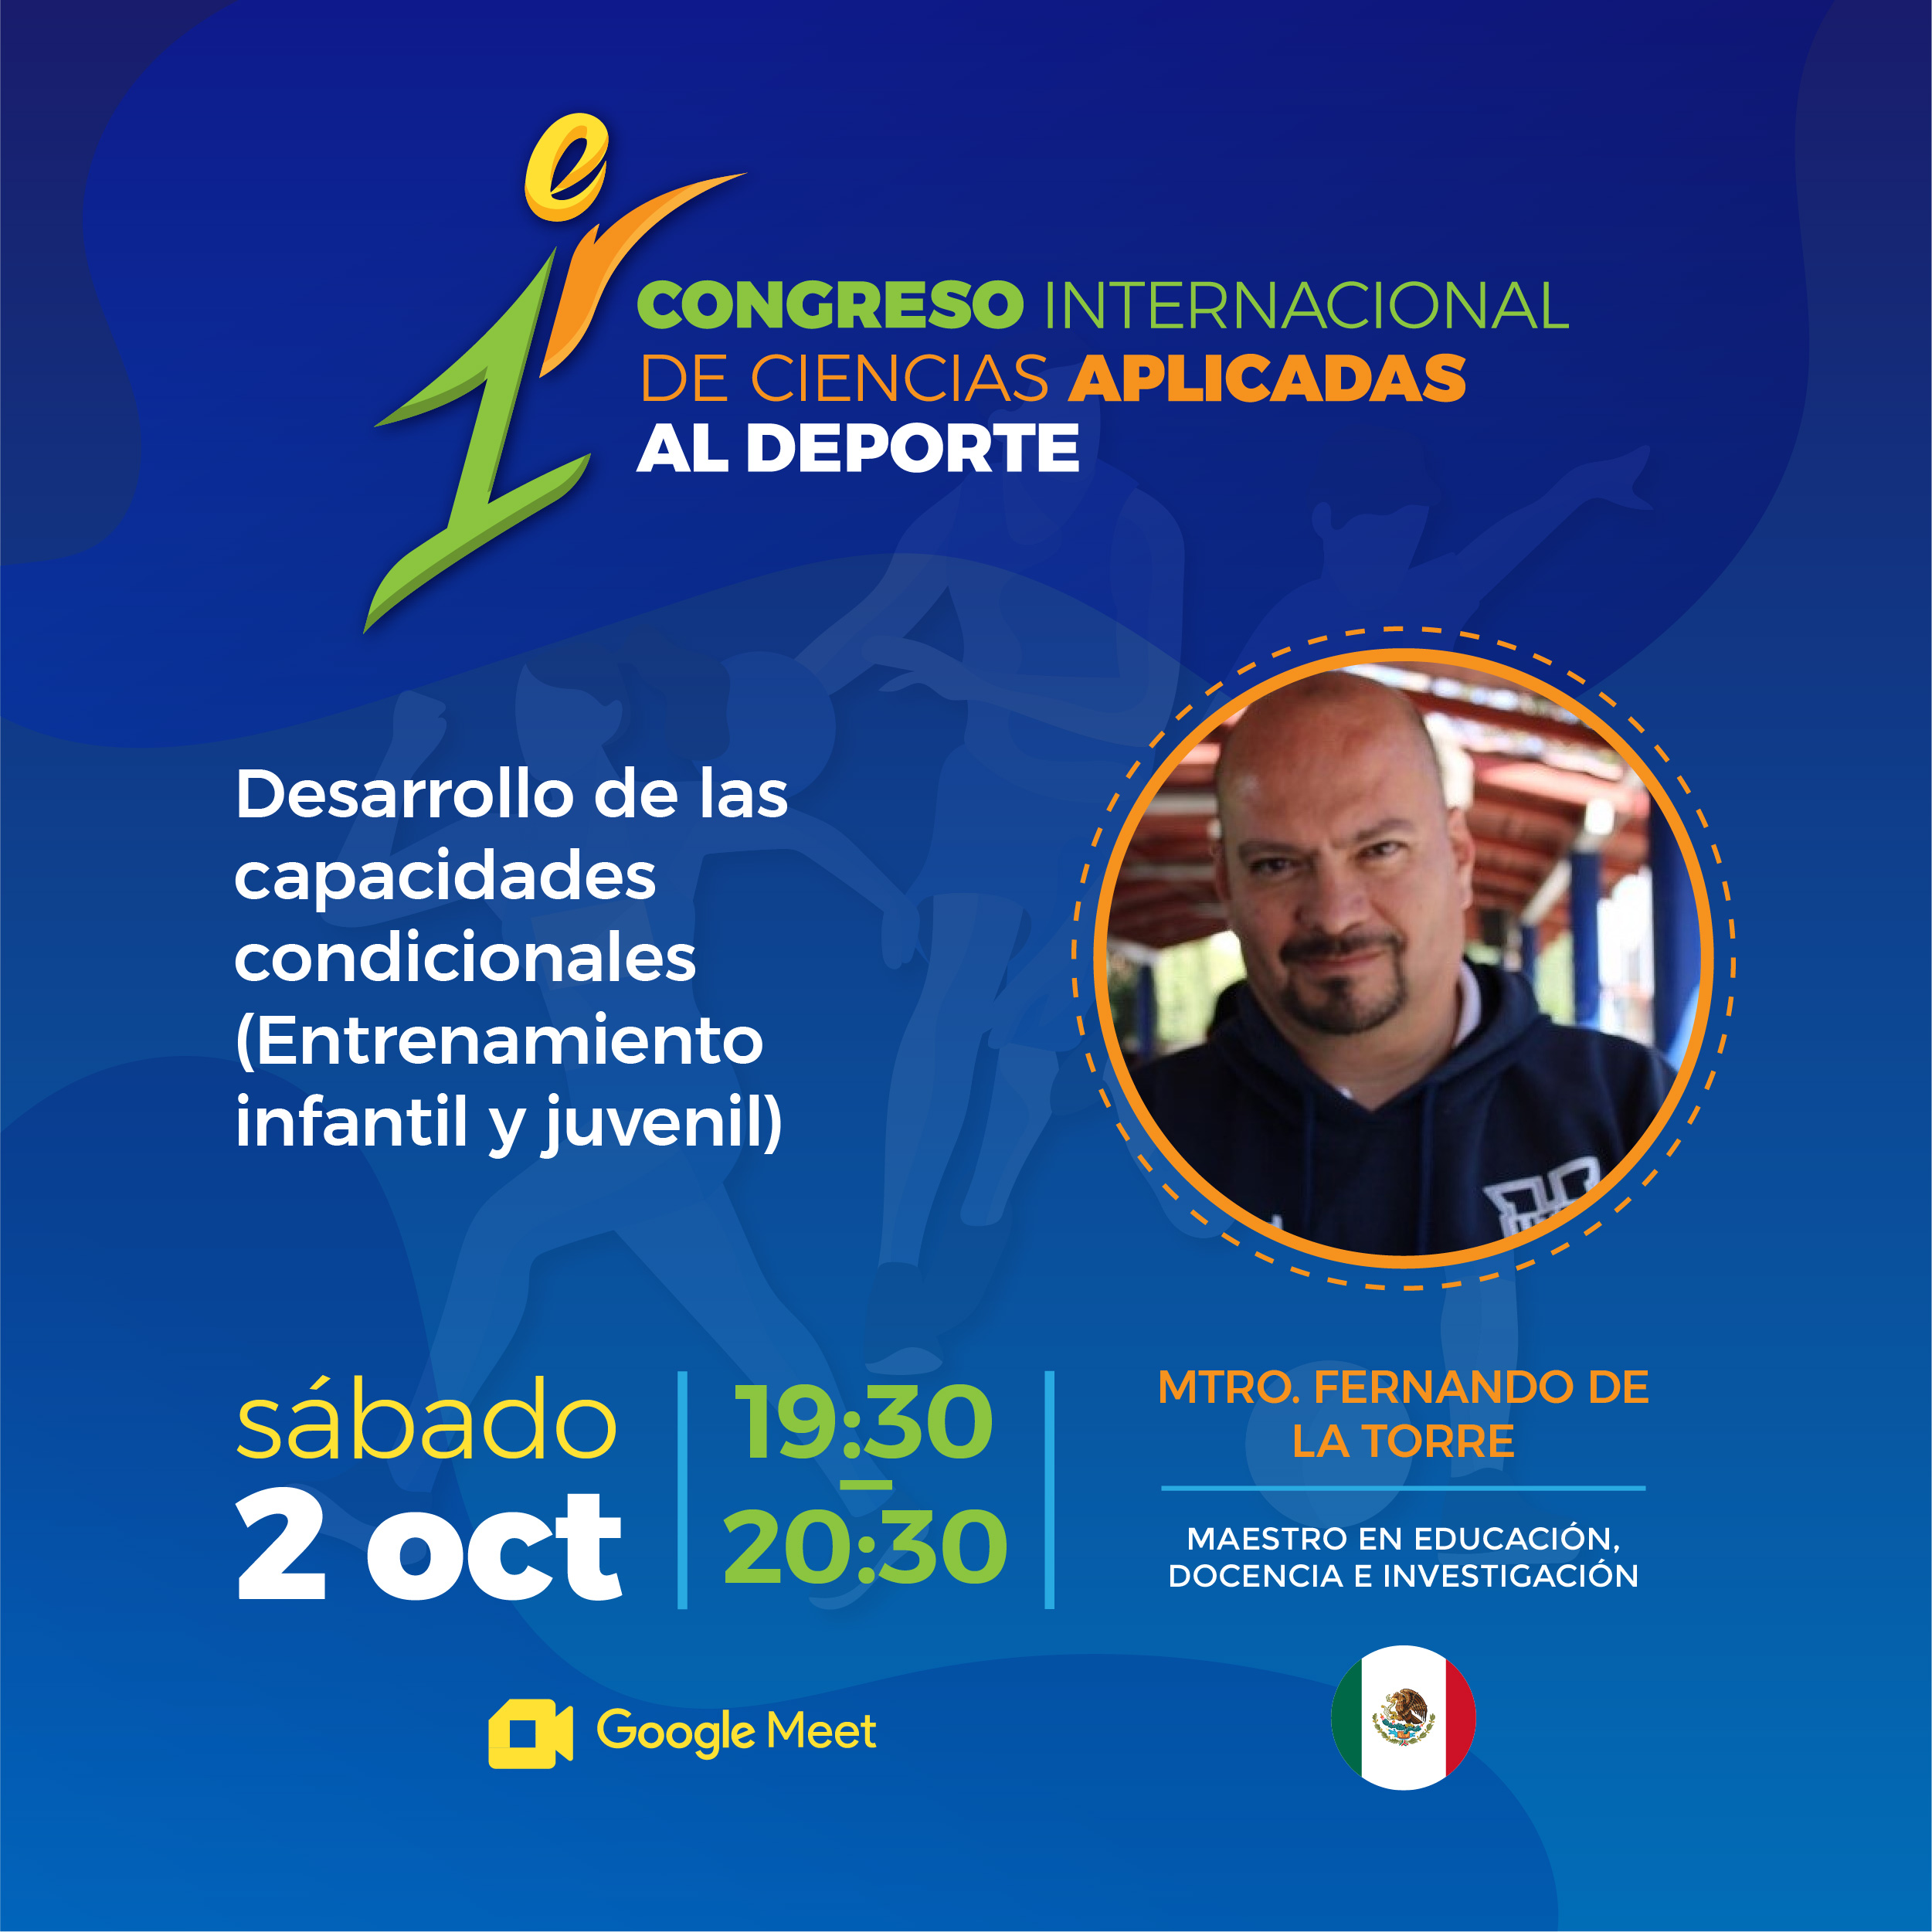 1er
CONGRESO INTERNACIONAL
DE CIENCIAS APLICADAS
AL DEPORTE
Desarrollo de las
capacidades
condicionales
(Entrenamiento
infantil y juvenil)
sábado
2 oct
19:30
–
20:30
MTRO. FERNANDO DE
LA TORRE
MAESTRO EN EDUCACIÓN,
DOCENCIA E INVESTIGACIÓN
Google Meet